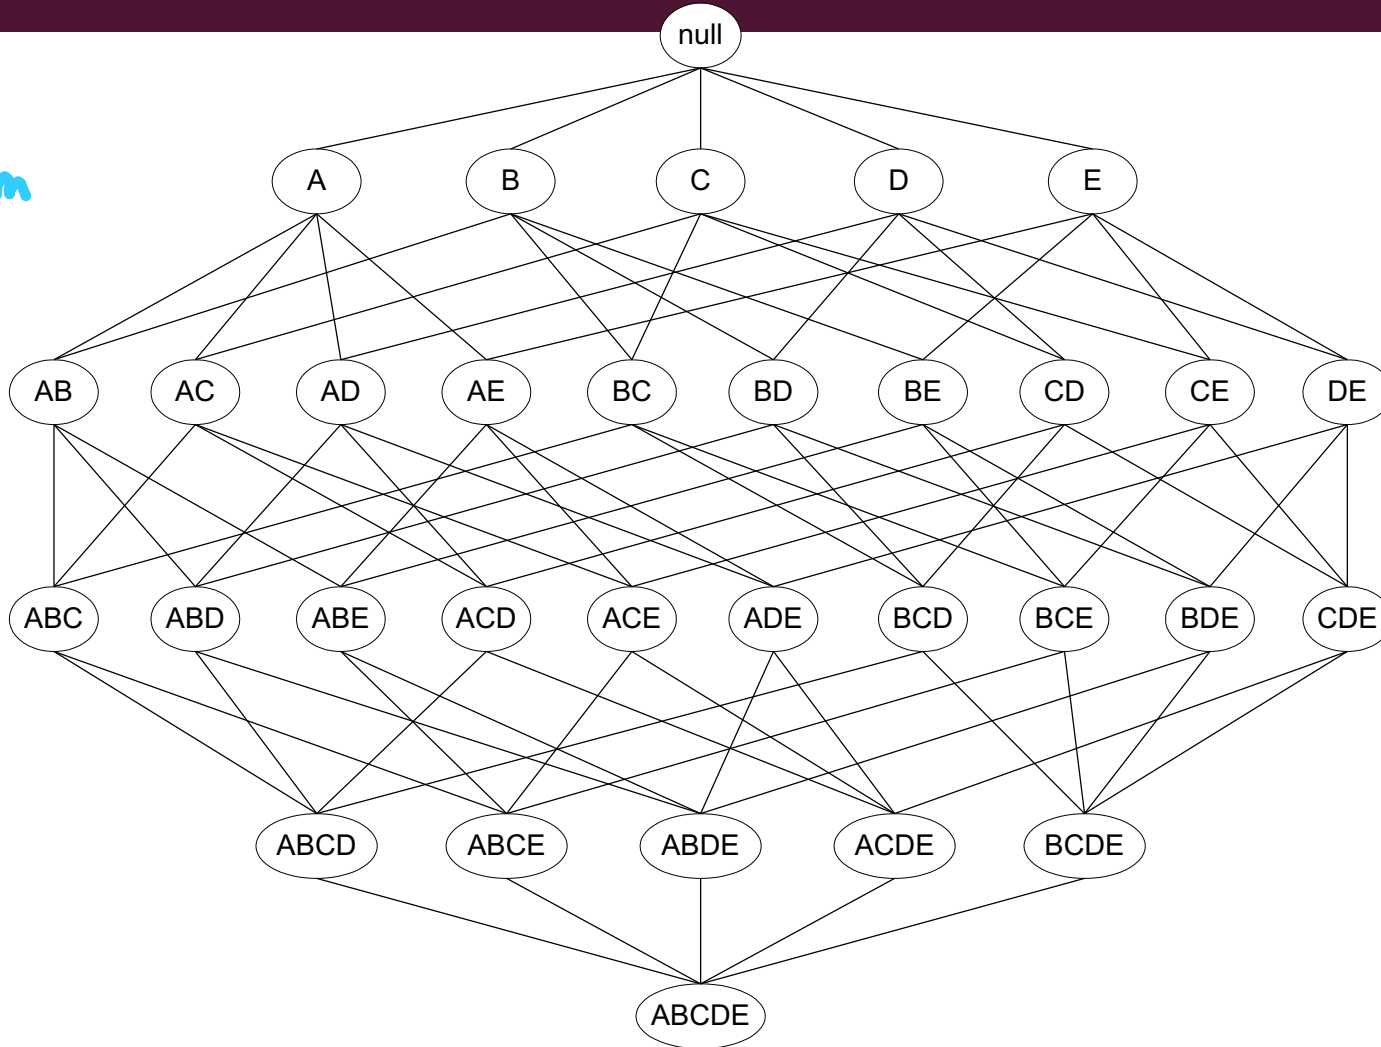 null
A B C D E
AB AC AD AE BC BD BE CD CE DE
ABC ABD ABE ACD ACE ADE BCD BCE BDE CDE
ABCD ABCE ABDE ACDE BCDE
ABCDE